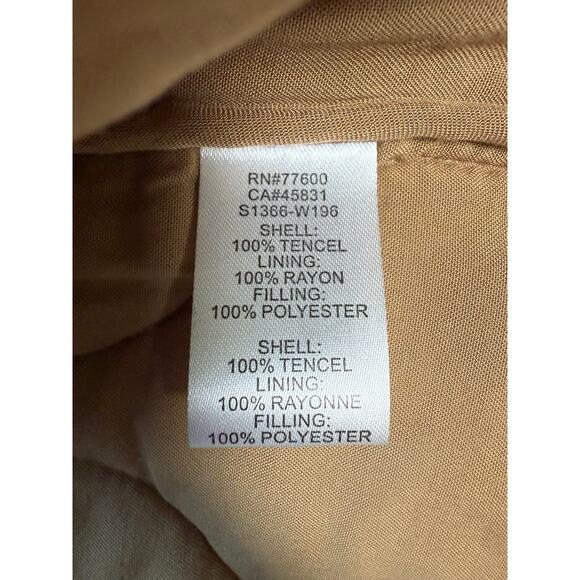 RN#77600
CA#45831
S1366-W196
SHELL:
100% TENCEL
LINING:
100% RAYON
FILLING:
100% POLYESTER
SHELL:
100% TENCEL
LINING:
100% RAYONNE
FILLING:
100% POLYESTER